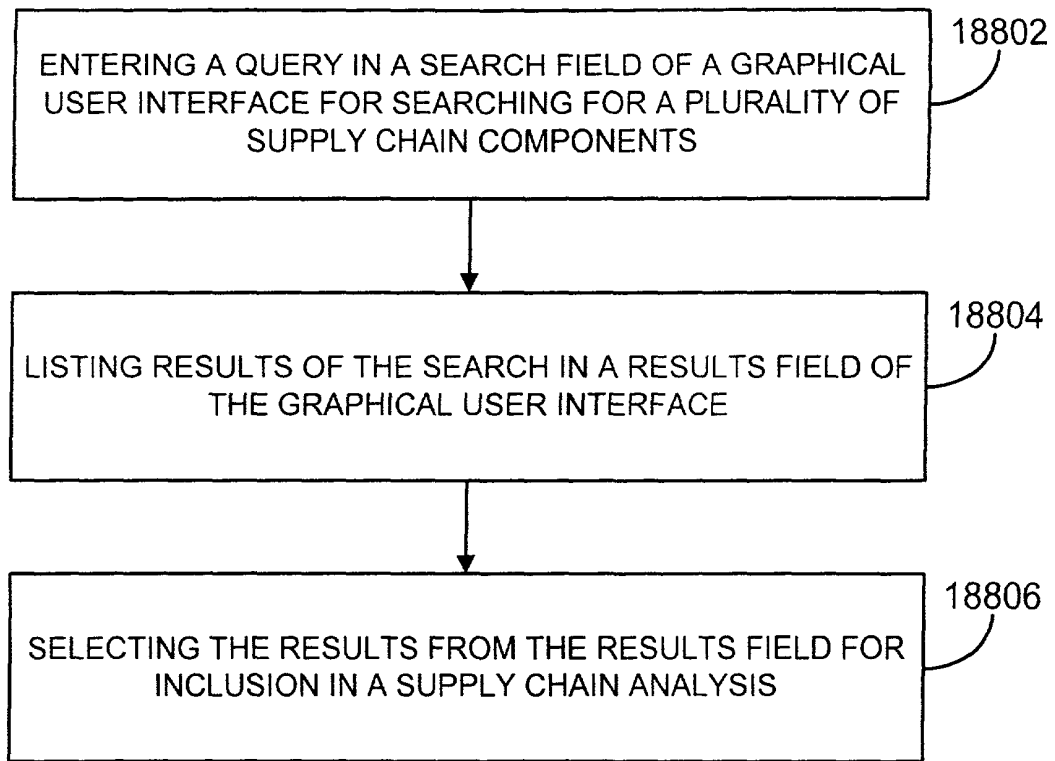 18802
ENTERING A QUERY IN A SEARCH FIELD OF A GRAPHICAL
USER INTERFACE FOR SEARCHING FOR A PLURALITY OF
SUPPLY CHAIN COMPONENTS
18804
LISTING RESULTS OF THE SEARCH IN A RESULTS FIELD OF
THE GRAPHICAL USER INTERFACE
18806
SELECTING THE RESULTS FROM THE RESULTS FIELD FOR
INCLUSION IN A SUPPLY CHAIN ANALYSIS